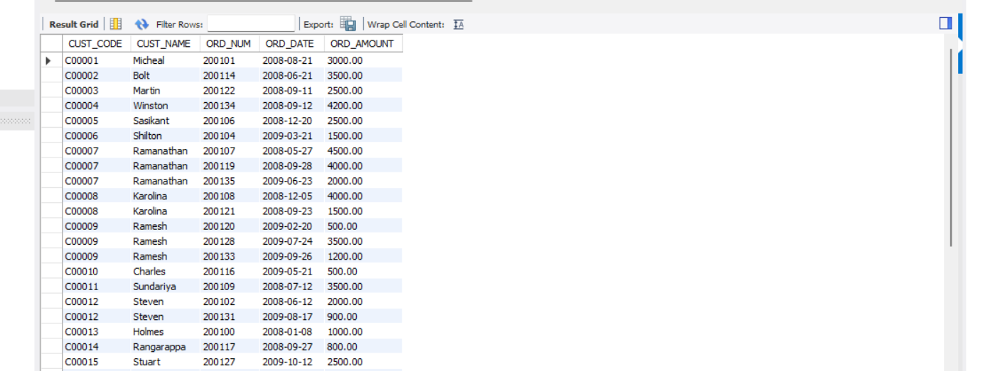 Result Grid Filter Rows: Export: Wrap Cell Content: IA
CUST_CODE CUST_NAME ORD_NUM ORD_DATE ORD_AMOUNT
C00001 Micheal 200101 2008-08-21 3000.00
C00002 Bolt 200114 2008-06-21 3500.00
C00003 Martin 200122 2008-09-11 2500.00
C00004 Winston 200134 2008-09-12 4200.00
C00005 Sasikant 200106 2008-12-20 2500.00
C00006 Shilton 200104 2009-03-21 1500.00
C00007 Ramanathan 200107 2008-05-27 4500.00
C00007 Ramanathan 200119 2008-09-28 4000.00
C00007 Ramanathan 200135 2009-06-23 2000.00
C00008 Karolina 200108 2008-12-05 4000.00
C00008 Karolina 200121 2008-09-23 1500.00
C00009 Ramesh 200120 2009-02-20 500.00
C00009 Ramesh 200128 2009-07-24 3500.00
C00009 Ramesh 200133 2009-09-26 1200.00
C00010 Charles 200116 2009-05-21 500.00
C00011 Sundariya 200109 2008-07-12 3500.00
C00012 Steven 200102 2008-06-12 2000.00
C00012 Steven 200131 2009-08-17 900.00
C00013 Holmes 200100 2008-01-08 1000.00
C00014 Rangarappa 200117 2008-09-27 800.00
C00015 Stuart 200127 2009-10-12 2500.00